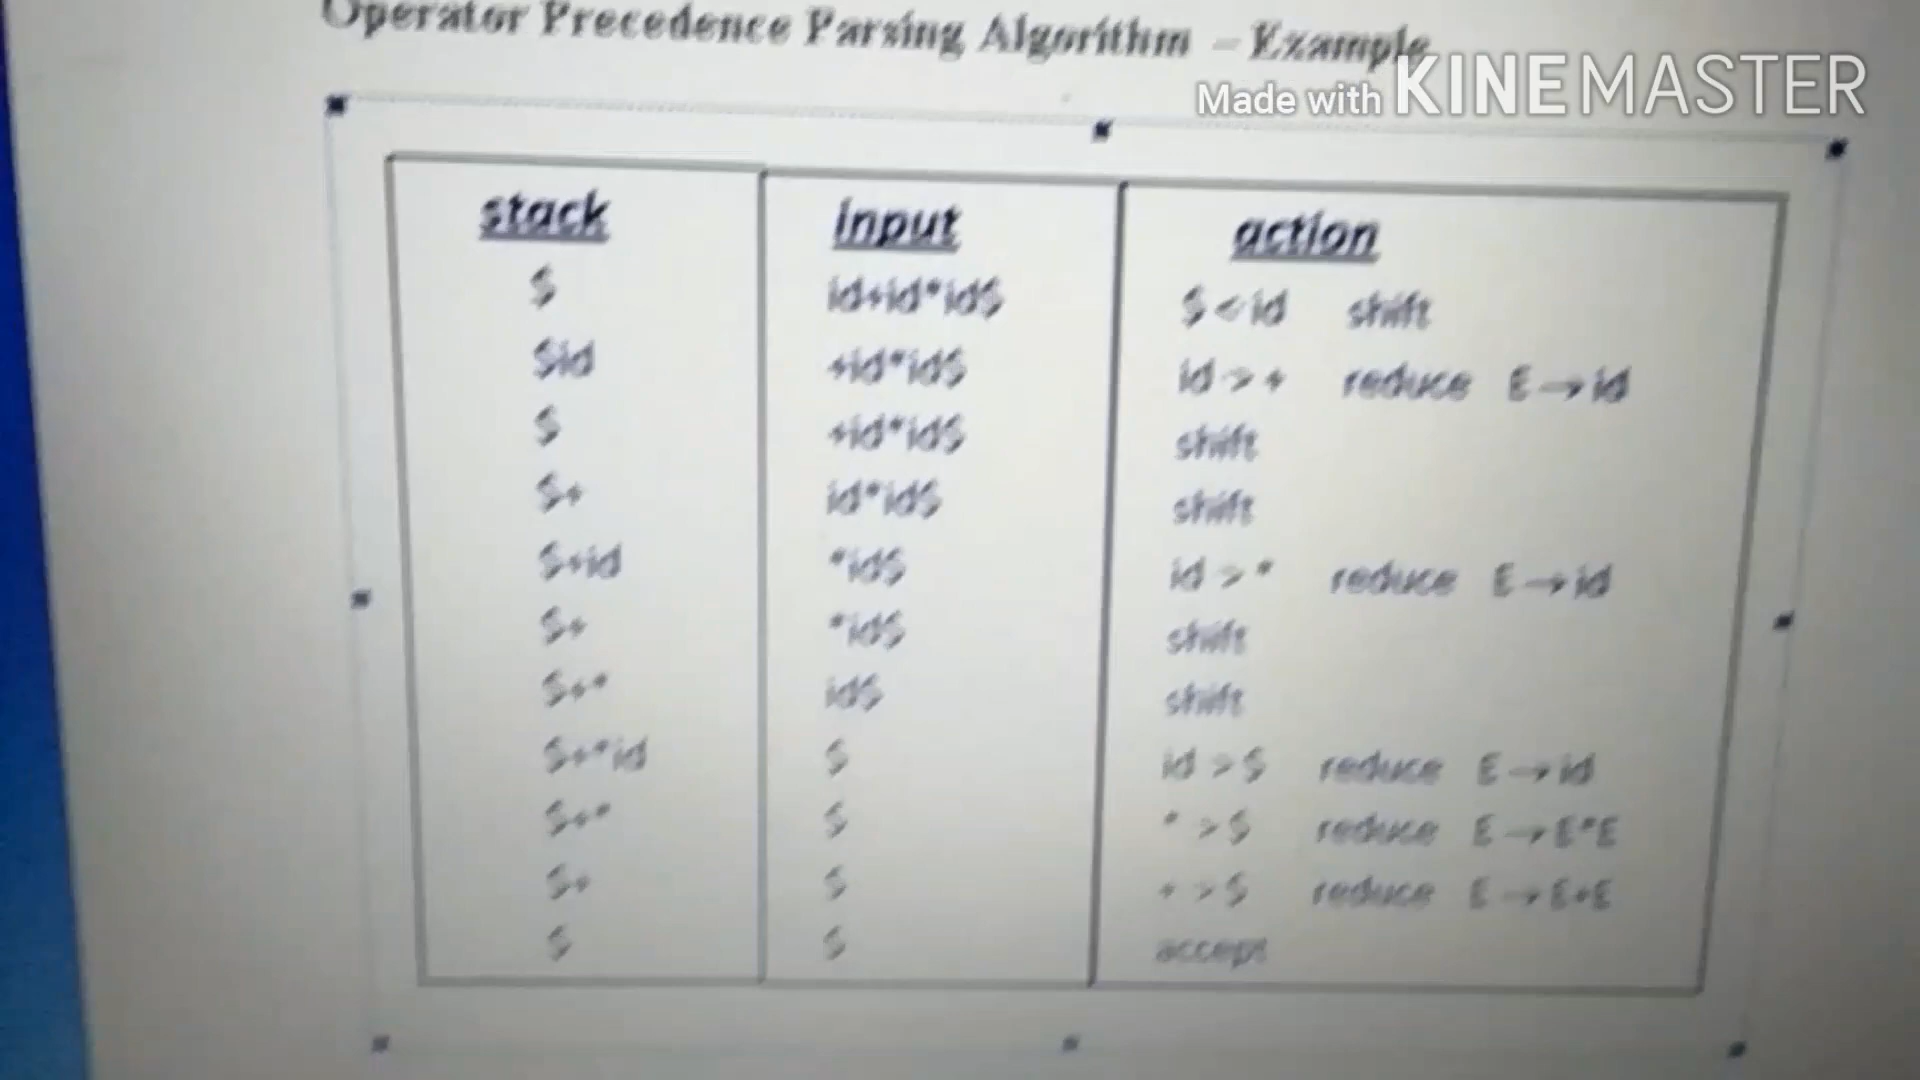 Operator Precedence Parsing Algorithm – Example
Made with KINEMASTER
stack input action
$ id+id*id$ $ < id shift
$id +id*id$ id > + reduce E → id
$ +id*id$ shift
$+ id*id$ shift
$+id *id$ id > * reduce E → id
$+ *id$ shift
$+* id$ shift
$+*id $ id > $ reduce E → id
$+* $ * > $ reduce E → E*E
$+ $ + > $ reduce E → E+E
$ $ accept